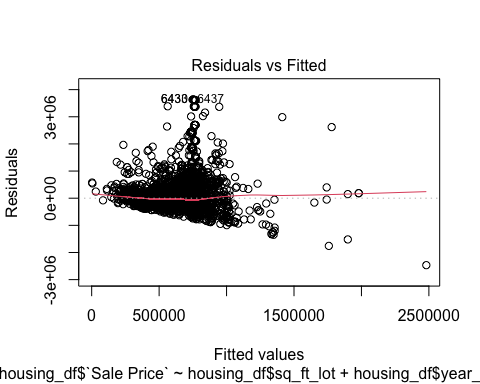 Residuals vs Fitted
6437
3e+06
0e+00
-3e+06
Residuals
0
500000
1500000
2500000
Fitted values
housing_df$`Sale Price` ~ housing_df$sq_ft_lot + housing_df$year_